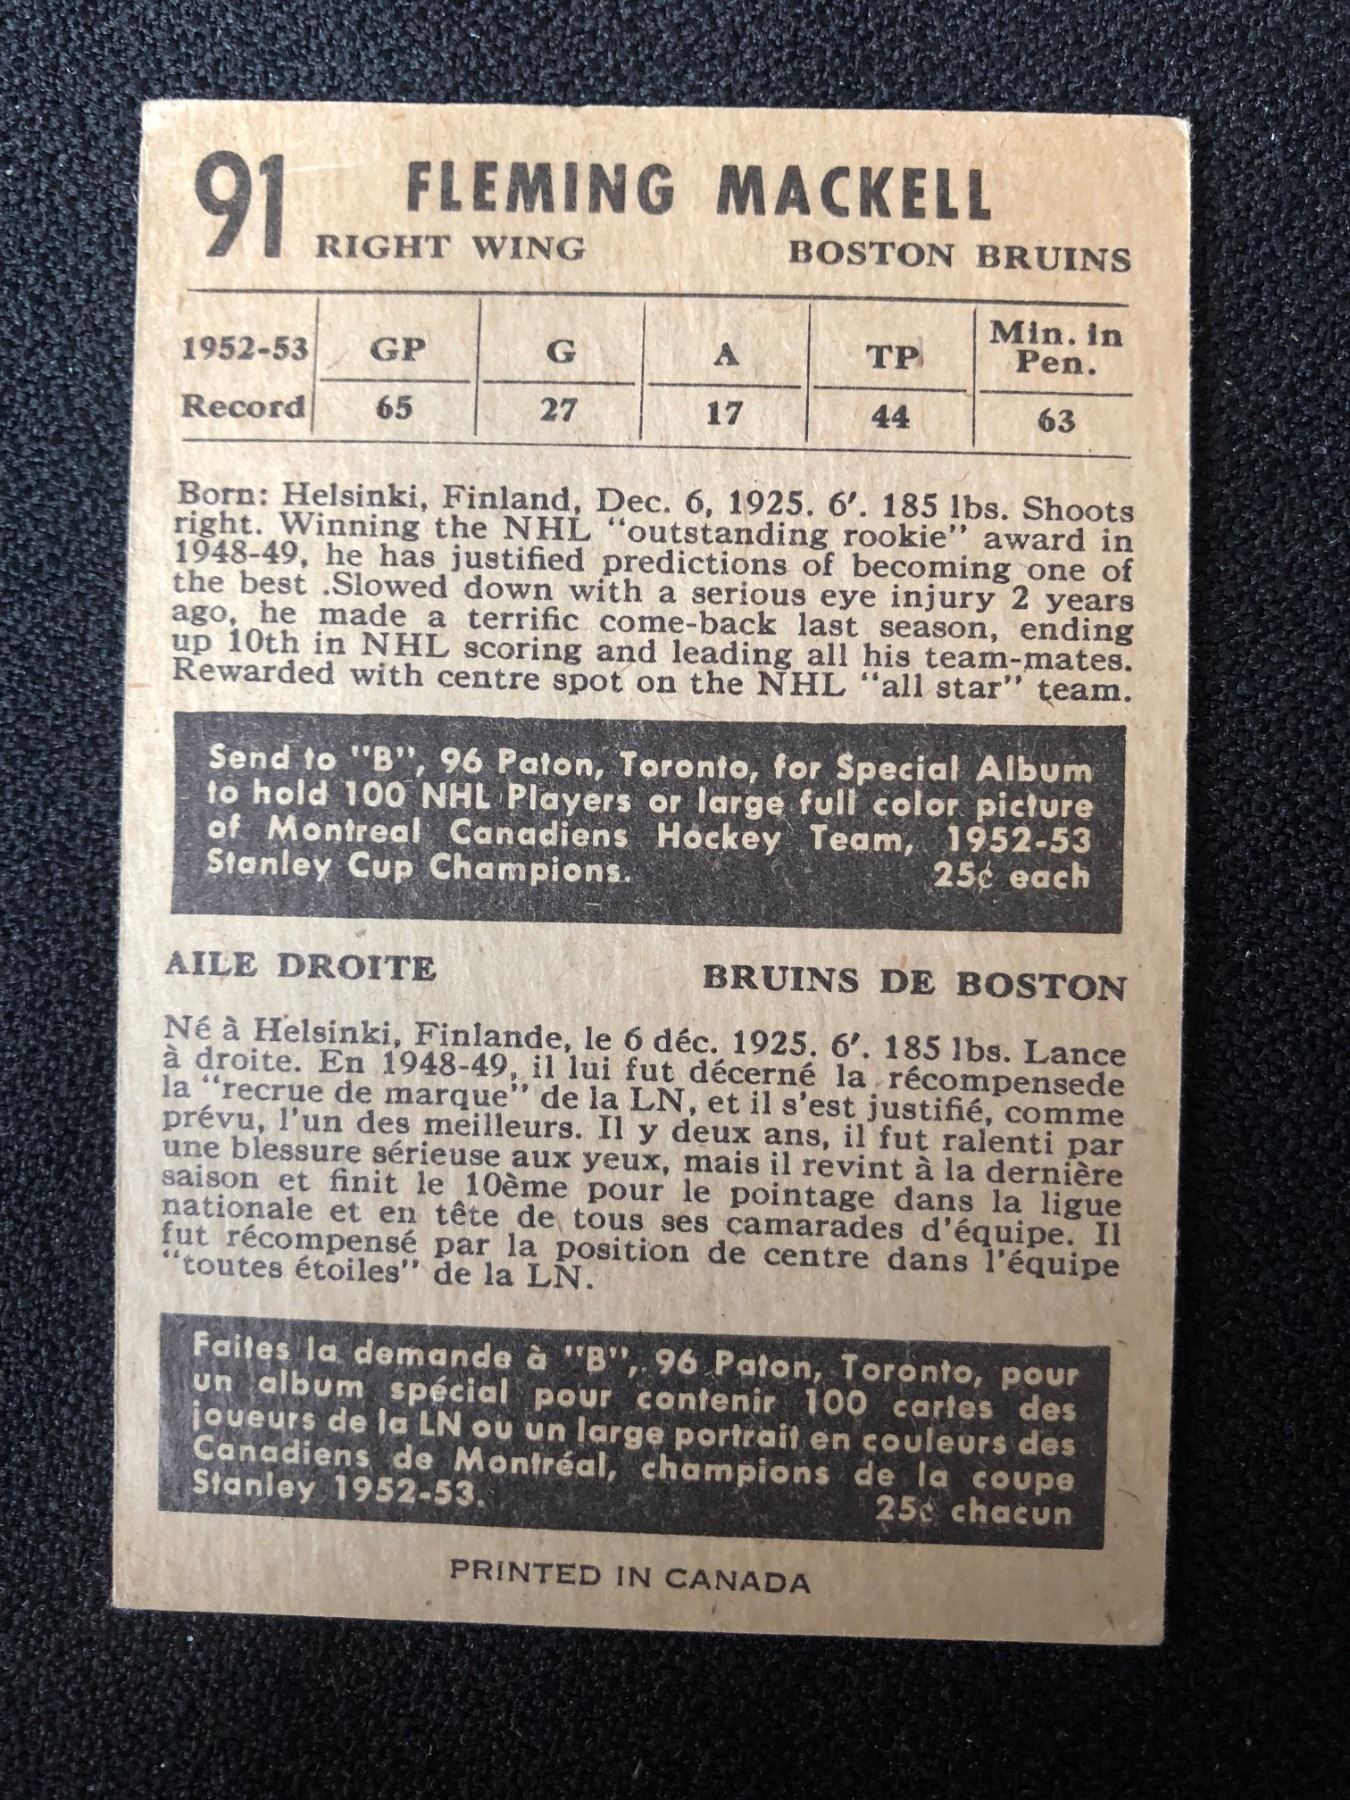 91 FLEMING MACKELL
RIGHT WING BOSTON BRUINS
1952-53 GP G A TP Min. in Pen.
Record 65 27 17 44 63
Born: Helsinki, Finland, Dec. 6, 1925. 6'. 185 lbs. Shoots
right. Winning the NHL "outstanding rookie" award in
1948-49, he has justified predictions of becoming one of
the best .Slowed down with a serious eye injury 2 years
ago, he made a terrific come-back last season, ending
up 10th in NHL scoring and leading all his team-mates.
Rewarded with centre spot on the NHL "all star" team.
Send to "B", 96 Paton, Toronto, for Special Album
to hold 100 NHL Players or large full color picture
of Montreal Canadiens Hockey Team, 1952-53
Stanley Cup Champions. 25¢ each
AILE DROITE BRUINS DE BOSTON
Né à Helsinki, Finlande, le 6 déc. 1925. 6'. 185 lbs. Lance
à droite. En 1948-49, il lui fut décerné la récompensede
la "recrue de marque" de la LN, et il s'est justifié, comme
prévu, l'un des meilleurs. Il y deux ans, il fut ralenti par
une blessure sérieuse aux yeux, mais il revint à la dernière
saison et finit le 10ème pour le pointage dans la ligue
nationale et en tête de tous ses camarades d'équipe. Il
fut récompensé par la position de centre dans l'équipe
"toutes étoiles" de la LN.
Faites la demande à "B", 96 Paton, Toronto, pour
un album spécial pour contenir 100 cartes des
joueurs de la LN ou un large portrait en couleurs des
Canadiens de Montréal, champions de la coupe
Stanley 1952-53. 25¢ chacun
PRINTED IN CANADA